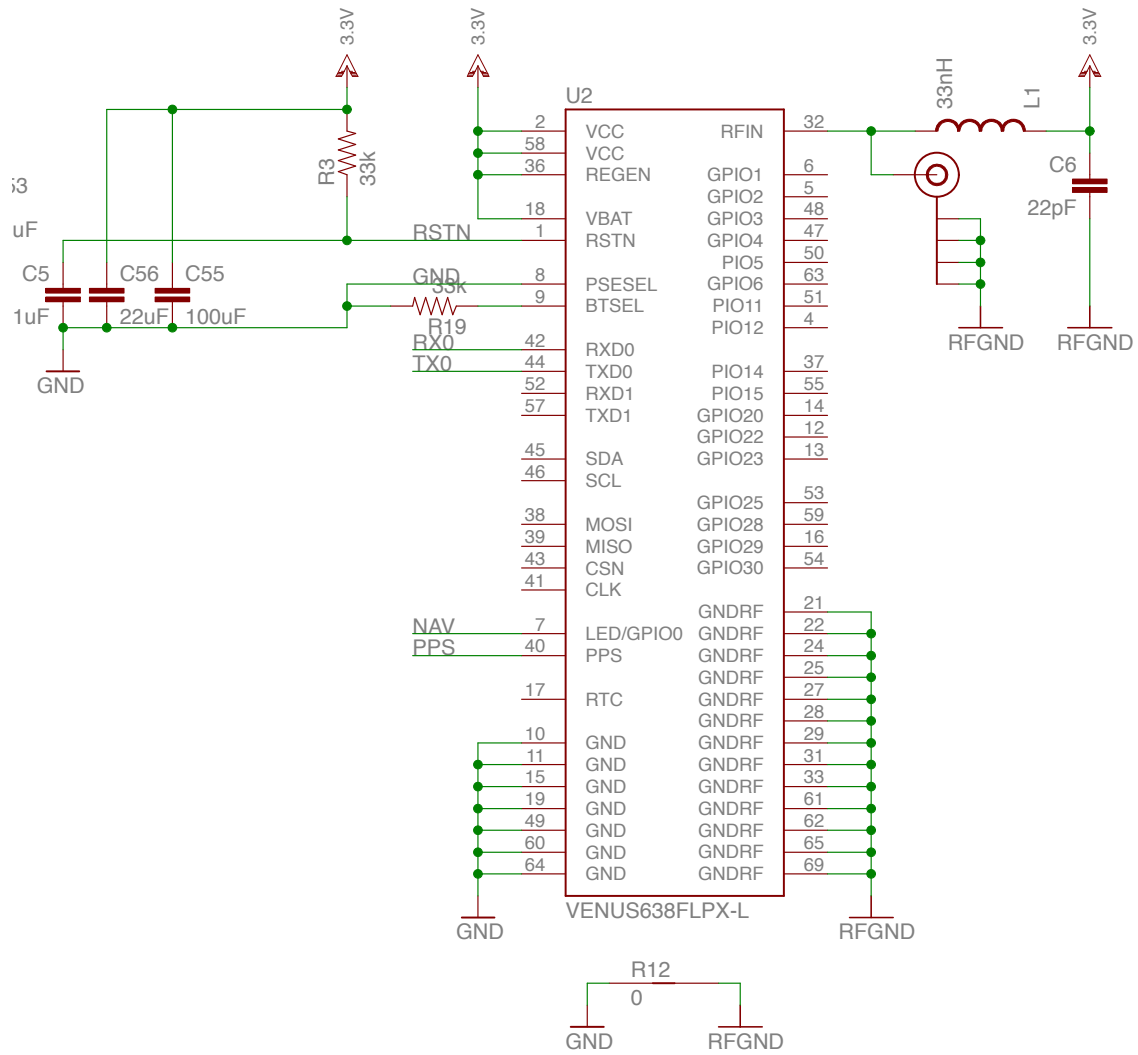 3.3V
3.3V
3.3V
U2
33nH
L1
2 VCC RFIN 32
58 VCC
36 REGEN GPIO1 6
GPIO2 5
18 VBAT GPIO3 48
RSTN 1 RSTN GPIO4 47
PIO5 50
GND 8 PSESEL GPIO6 63
33k 9 BTSEL PIO11 51
R19
PIO12 4
RX0 42 RXD0
TX0 44 TXD0 PIO14 37
52 RXD1 PIO15 55
57 TXD1 GPIO20 14
GPIO22 12
45 SDA GPIO23 13
46 SCL
GPIO25 53
38 MOSI GPIO28 59
39 MISO GPIO29 16
43 CSN GPIO30 54
41 CLK
GNDRF 21
NAV 7 LED/GPIO0 GNDRF 22
PPS 40 PPS GNDRF 24
GNDRF 25
17 RTC GNDRF 27
GNDRF 28
10 GND GNDRF 29
11 GND GNDRF 31
15 GND GNDRF 33
19 GND GNDRF 61
49 GND GNDRF 62
60 GND GNDRF 65
64 GND GNDRF 69
VENUS638FLPX-L
GND
RFGND
R3
33k
53
uF
C5
1uF
C56
22uF
C55
100uF
GND
C6
22pF
RFGND
RFGND
R12
0
GND
RFGND